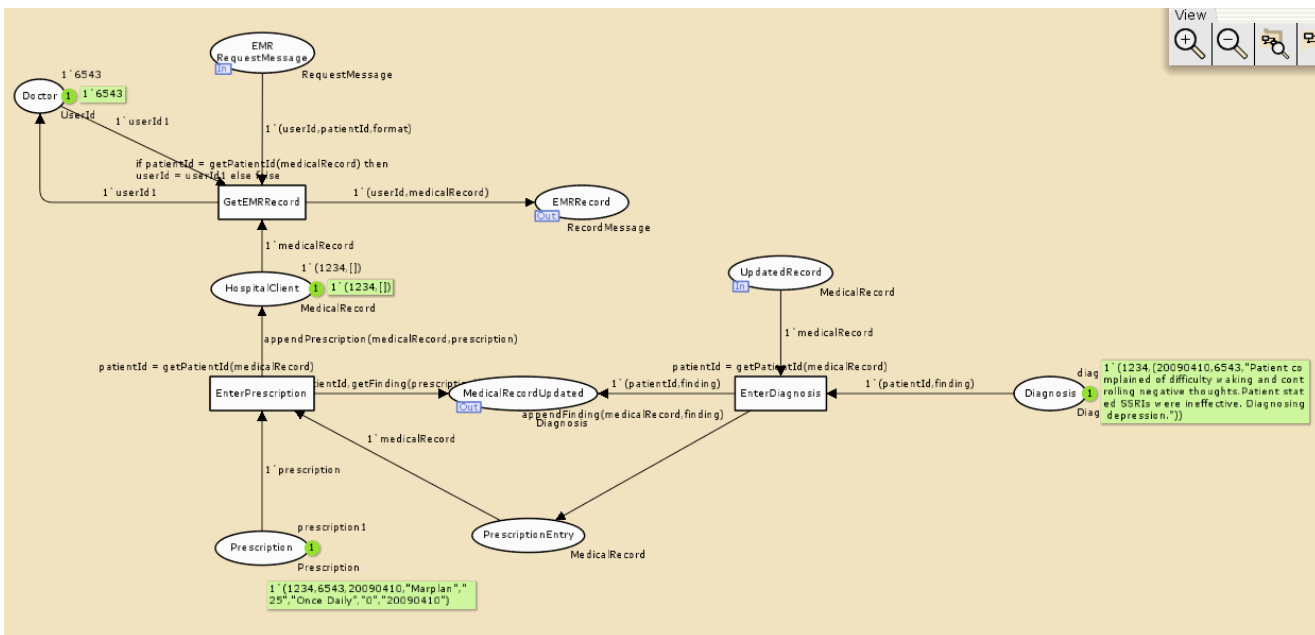 View
EMR
RequestMessage
In
RequestMessage
1`6543
Doctor
1
1`6543
UserId
1`userId1
1`(userId,patientId,format)
if patientId = getPatientId(medicalRecord) then
userId = userId1 else false
1`userId1
1`(userId,medicalRecord)
GetEMRRecord
EMRRecord
Out
RecordMessage
1`medicalRecord
1`(1234,[])
HospitalClient
1
1`(1234,[])
MedicalRecord
UpdatedRecord
In
MedicalRecord
1`medicalRecord
appendPrescription(medicalRecord,prescription)
patientId = getPatientId(medicalRecord)
patientId = getPatientId(medicalRecord)
EnterPrescription
tientId,getFinding(prescrip
MedicalRecordUpdated
Out
Diagnosis
1`(patientId,finding)
EnterDiagnosis
1`(patientId,finding)
Diagnosis
1
diag
Diag
1`(1234,(20090410,6543,"Patient co
mplained of difficulty waking and cont
rolling negative thoughts.Patient stat
ed SSRIs were ineffective. Diagnosing
depression."))
appendFinding(medicalRecord,finding)
1`medicalRecord
1`prescription
PrescriptionEntry
MedicalRecord
prescription1
Prescription
1
Prescription
1`(1234,6543,20090410,"Marplan","
25","Once Daily","0","20090410")